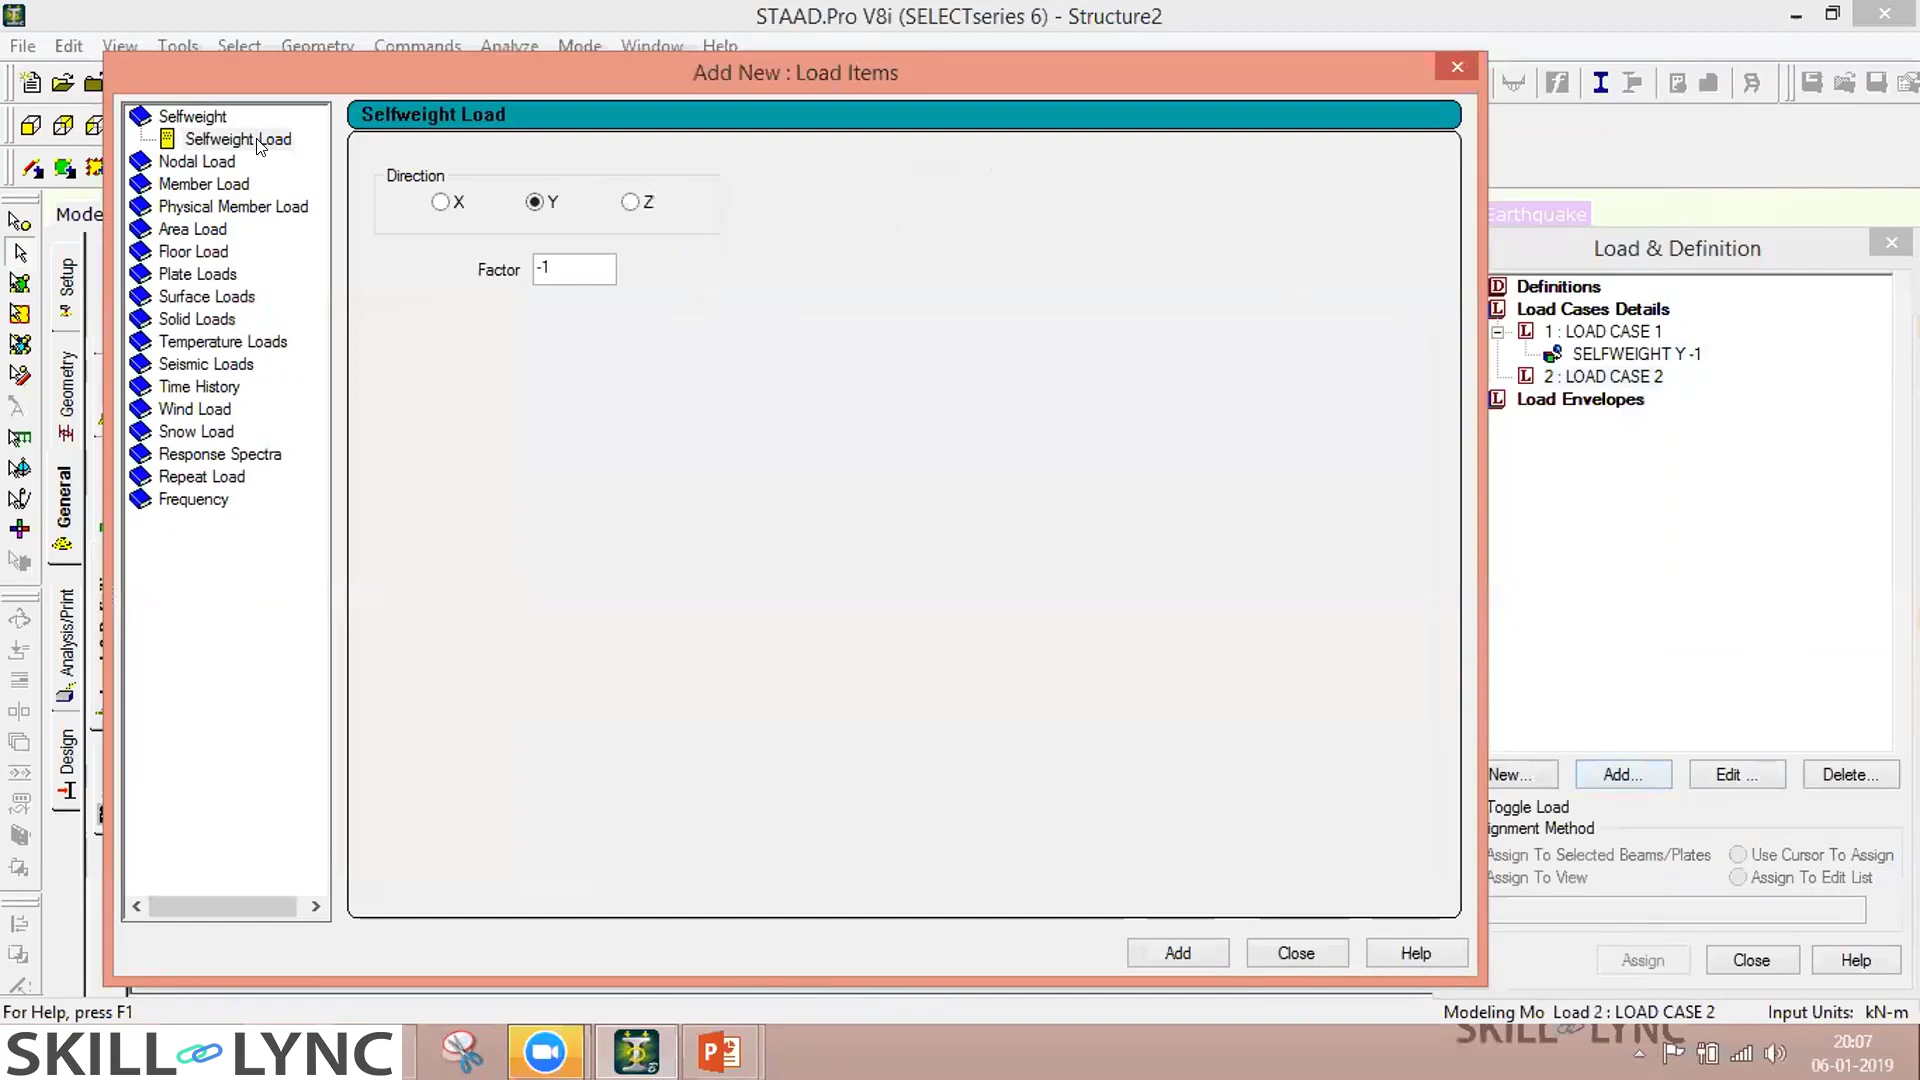 STAAD.Pro V8i (SELECTseries 6) - Structure2
File Edit View Tools Select Geometry Commands Analyze Mode Window Help
Add New : Load Items
Selfweight
Selfweight Load
Nodal Load
Member Load
Physical Member Load
Area Load
Floor Load
Plate Loads
Surface Loads
Solid Loads
Temperature Loads
Seismic Loads
Time History
Wind Load
Snow Load
Response Spectra
Repeat Load
Frequency
Selfweight Load
Direction
X Y Z
Factor -1
Add Close Help
Mode
Setup
Geometry
General
Analysis/Print
Design
Earthquake
Load & Definition
Definitions
Load Cases Details
1 : LOAD CASE 1
SELFWEIGHT Y -1
2 : LOAD CASE 2
Load Envelopes
New... Add... Edit ... Delete...
Toggle Load
ignment Method
Assign To Selected Beams/Plates Use Cursor To Assign
Assign To View Assign To Edit List
Assign Close Help
For Help, press F1
Modeling Mo Load 2 : LOAD CASE 2 Input Units: kN-m
SKILL LYNC
SKILL LYNC
20:07
06-01-2019